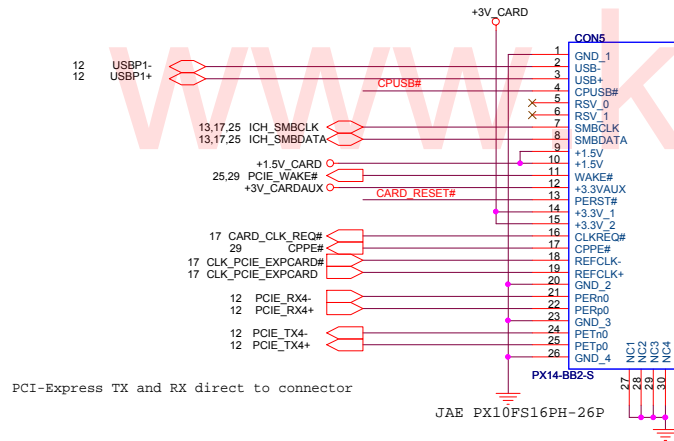 +3V_CARD
CON5
1 GND_1
12 USBP1- 2 USB-
12 USBP1+ 3 USB+
CPUSB# 4 CPUSB#
5 RSV_0
6 RSV_1
13,17,25 ICH_SMBCLK 7 SMBCLK
13,17,25 ICH_SMBDATA 8 SMBDATA
9 +1.5V
+1.5V_CARD 10 +1.5V
25,29 PCIE_WAKE# 11 WAKE#
+3V_CARDAUX 12 +3.3VAUX
CARD_RESET# 13 PERST#
14 +3.3V_1
15 +3.3V_2
17 CARD_CLK_REQ# 16 CLKREQ#
29 CPPE# 17 CPPE#
17 CLK_PCIE_EXPCARD# 18 REFCLK-
17 CLK_PCIE_EXPCARD 19 REFCLK+
20 GND_2
12 PCIE_RX4- 21 PERn0
12 PCIE_RX4+ 22 PERp0
23 GND_3
12 PCIE_TX4- 24 PETn0
12 PCIE_TX4+ 25 PETp0
26 GND_4
NC1 NC2 NC3 NC4
27 28 29 30
PX14-BB2-S
PCI-Express TX and RX direct to connector
JAE PX10FS16PH-26P
www.k